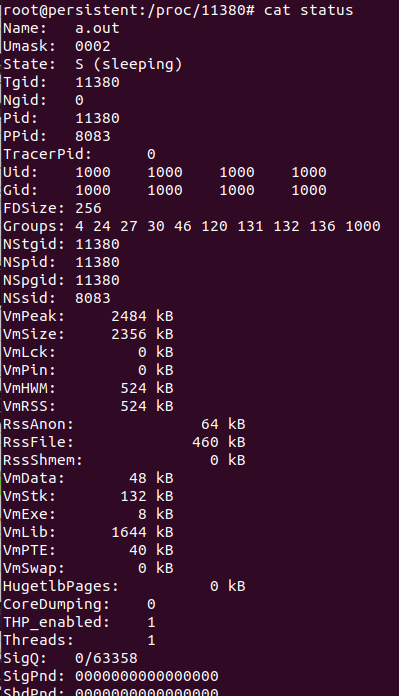 root@persistent:/proc/11380# cat status
Name:   a.out
Umask:  0002
State:  S (sleeping)
Tgid:   11380
Ngid:   0
Pid:    11380
PPid:   8083
TracerPid:      0
Uid:    1000    1000    1000    1000
Gid:    1000    1000    1000    1000
FDSize: 256
Groups: 4 24 27 30 46 120 131 132 136 1000
NStgid: 11380
NSpid:  11380
NSpgid: 11380
NSsid:  8083
VmPeak:     2484 kB
VmSize:     2356 kB
VmLck:         0 kB
VmPin:         0 kB
VmHWM:       524 kB
VmRSS:       524 kB
RssAnon:              64 kB
RssFile:             460 kB
RssShmem:              0 kB
VmData:       48 kB
VmStk:       132 kB
VmExe:         8 kB
VmLib:      1644 kB
VmPTE:        40 kB
VmSwap:        0 kB
HugetlbPages:          0 kB
CoreDumping:    0
THP_enabled:    1
Threads:        1
SigQ:   0/63358
SigPnd: 0000000000000000
ShdPnd: 0000000000000000